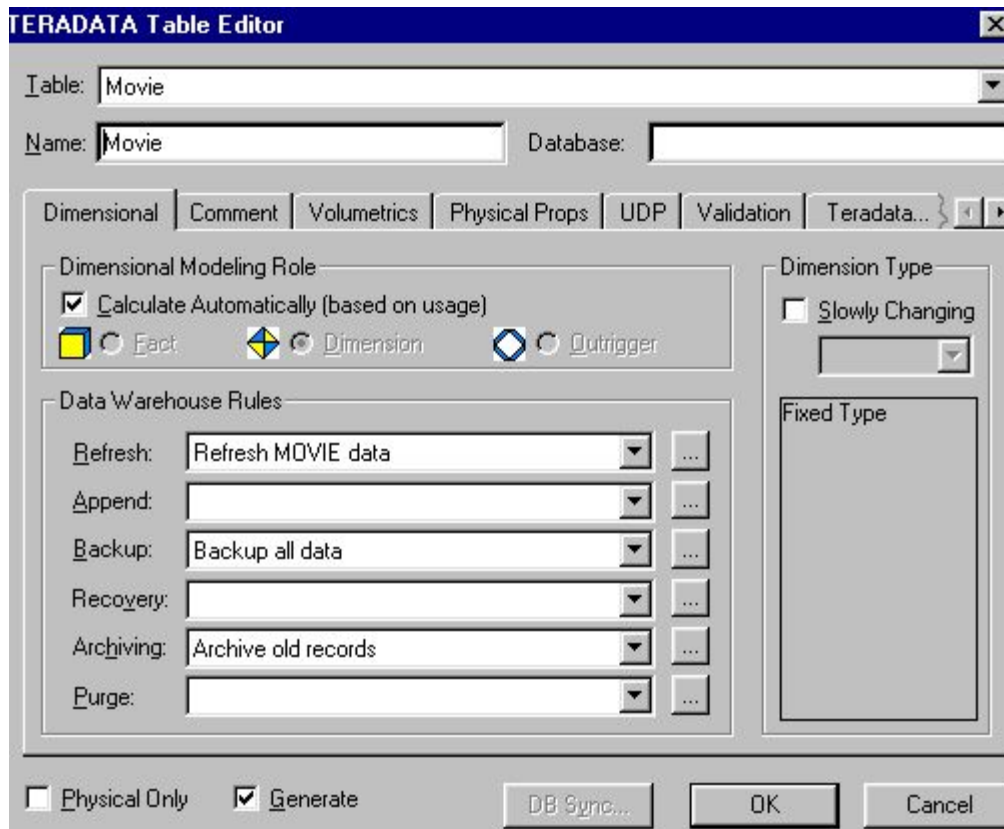 TERADATA Table Editor
Table: Movie
Name: Movie Database:
Dimensional Comment Volumetrics Physical Props UDP Validation Teradata...
Dimensional Modeling Role
Calculate Automatically (based on usage)
Fact Dimension Outrigger
Dimension Type
Slowly Changing
Fixed Type
Data Warehouse Rules
Refresh: Refresh MOVIE data ...
Append: ...
Backup: Backup all data ...
Recovery: ...
Archiving: Archive old records ...
Purge: ...
Physical Only Generate DB Sync... OK Cancel